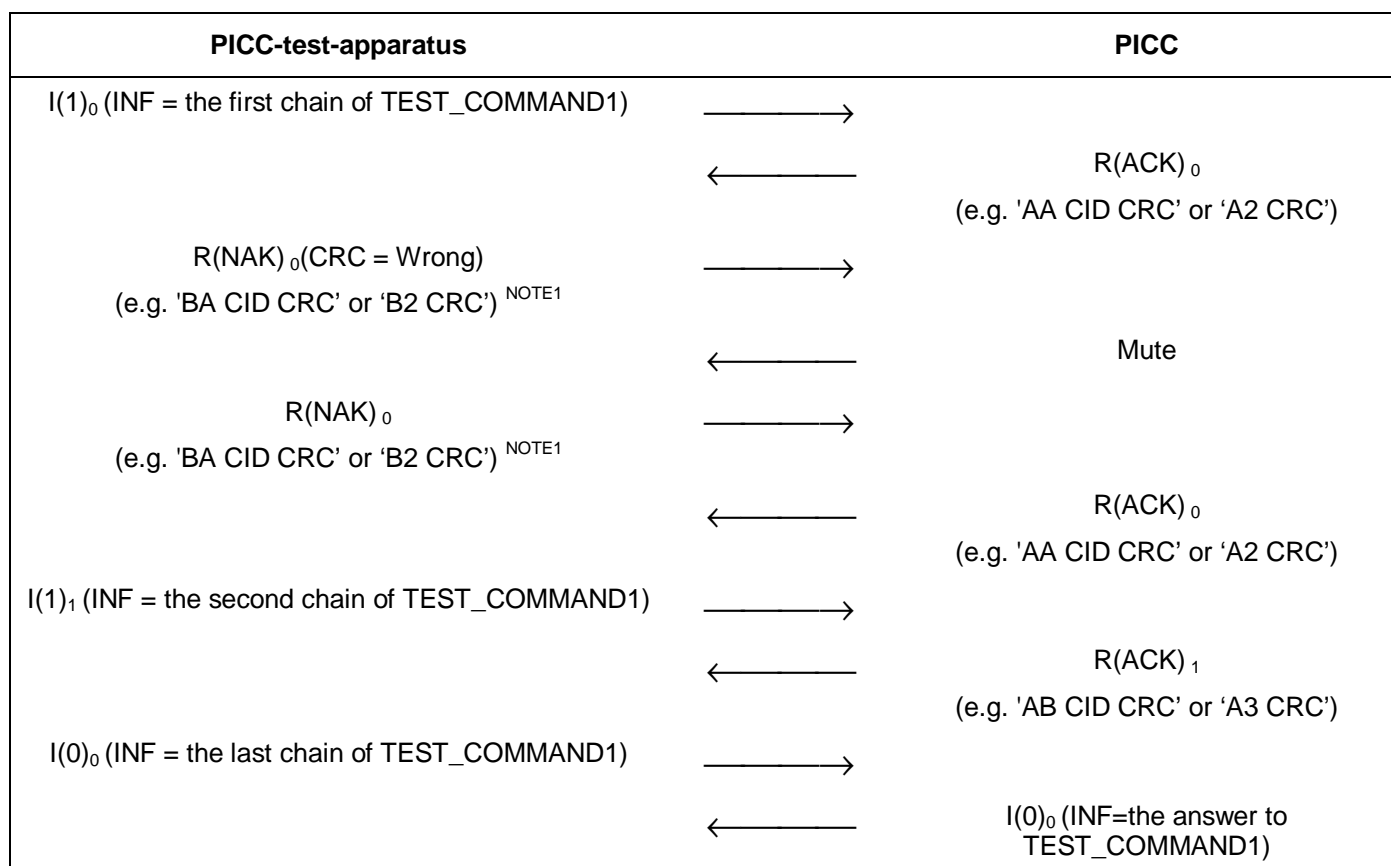 PICC-test-apparatus PICC
I(1)₀ (INF = the first chain of TEST_COMMAND1)
R(ACK) ₀
(e.g. 'AA CID CRC’ or ‘A2 CRC’)
R(NAK) ₀(CRC = Wrong)
(e.g. 'BA CID CRC’ or ‘B2 CRC’) NOTE1
Mute
R(NAK) ₀
(e.g. 'BA CID CRC’ or ‘B2 CRC’) NOTE1
R(ACK) ₀
(e.g. 'AA CID CRC’ or ‘A2 CRC’)
I(1)₁ (INF = the second chain of TEST_COMMAND1)
R(ACK) ₁
(e.g. 'AB CID CRC’ or ‘A3 CRC’)
I(0)₀ (INF = the last chain of TEST_COMMAND1)
I(0)₀ (INF=the answer to
TEST_COMMAND1)